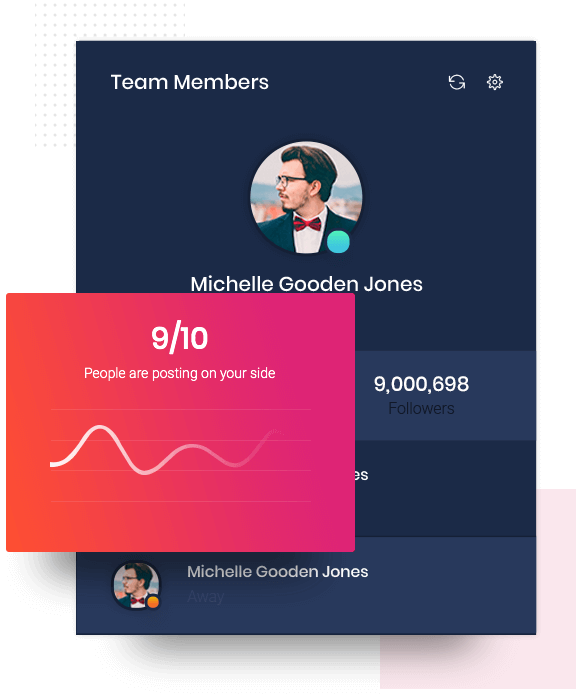 Team Members
Michelle Gooden Jones
9/10
People are posting on your side
9,000,698
Followers
es
Michelle Gooden Jones
Away